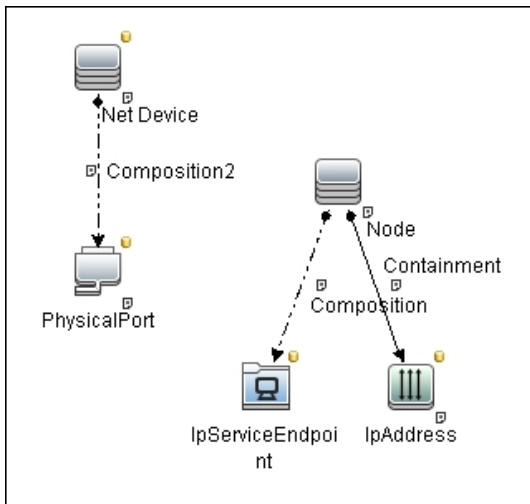 Net Device
Composition2
PhysicalPort
Node
Containment
Composition
IpServiceEndpoi
nt
IpAddress